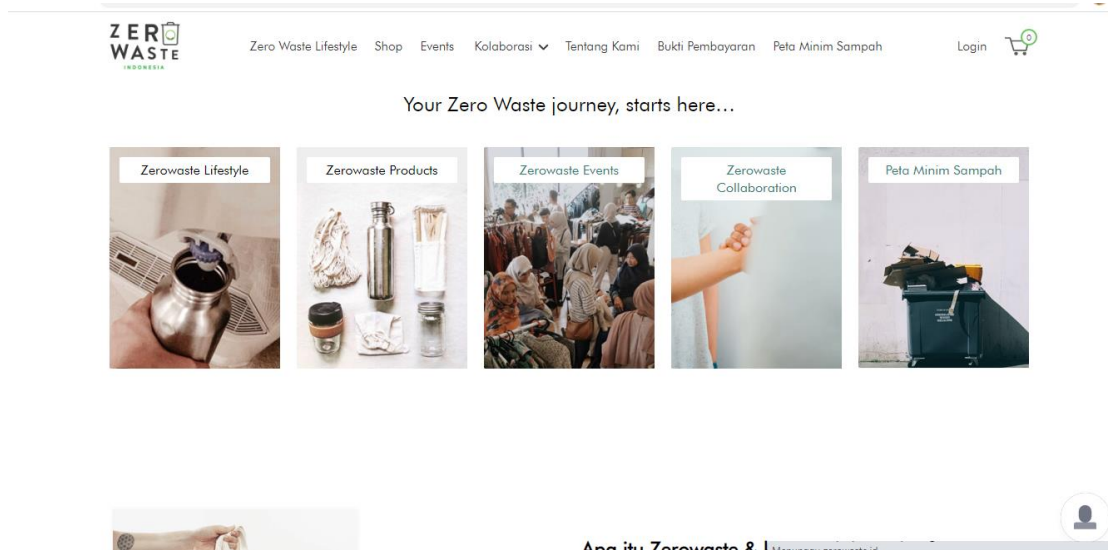 ZERO
WASTE
INDONESIA
Zero Waste Lifestyle Shop Events Kolaborasi Tentang Kami Bukti Pembayaran Peta Minim Sampah Login 0
Your Zero Waste journey, starts here...
Zerowaste Lifestyle
Zerowaste Products
Zerowaste Events
Zerowaste
Collaboration
Peta Minim Sampah
Apa itu Zerowaste &